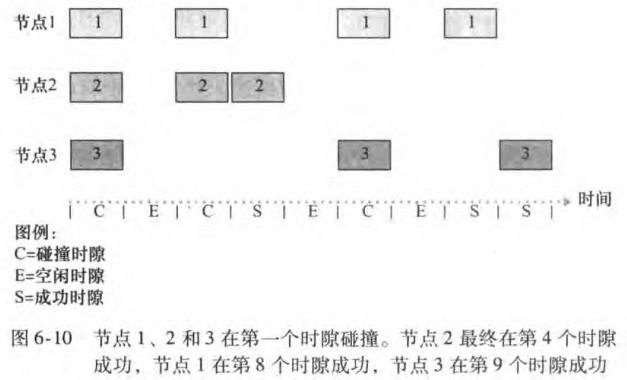 节点1 1 1 1 1
节点2 2 2 2
节点3 3 3 3
时间
| C | E | C | S | E | C | E | S | S |
图例：
C=碰撞时隙
E=空闲时隙
S=成功时隙
图 6-10 节点 1、2 和 3 在第一个时隙碰撞。节点 2 最终在第 4 个时隙
成功，节点 1 在第 8 个时隙成功，节点 3 在第 9 个时隙成功